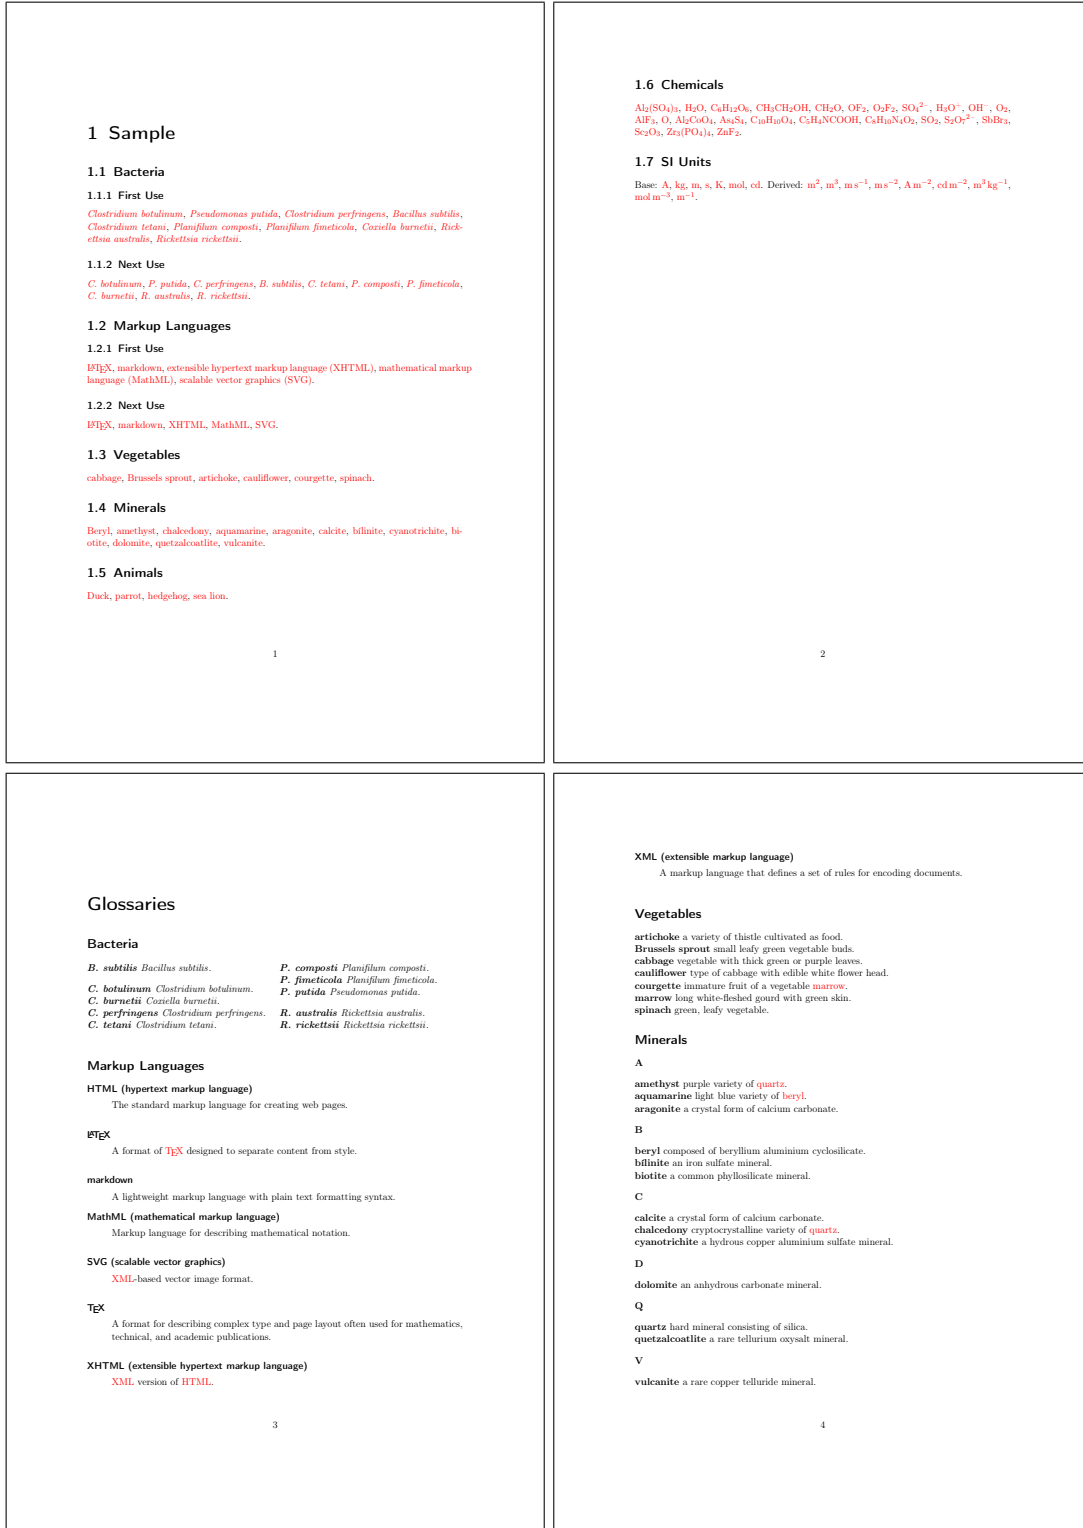 1 Sample
1.1 Bacteria
1.1.1 First Use
Clostridium botulinum, Pseudomonas putida, Clostridium perfringens, Bacillus subtilis,
Clostridium tetani, Planifilum composti, Planifilum fimeticola, Coxiella burnetii, Rick-
ettsia australis, Rickettsia rickettsii.
1.1.2 Next Use
C. botulinum, P. putida, C. perfringens, B. subtilis, C. tetani, P. composti, P. fimeticola,
C. burnetii, R. australis, R. rickettsii.
1.2 Markup Languages
1.2.1 First Use
LATEX, markdown, extensible hypertext markup language (XHTML), mathematical markup
language (MathML), scalable vector graphics (SVG).
1.2.2 Next Use
LATEX, markdown, XHTML, MathML, SVG.
1.3 Vegetables
cabbage, Brussels sprout, artichoke, cauliflower, courgette, spinach.
1.4 Minerals
Beryl, amethyst, chalcedony, aquamarine, aragonite, calcite, bílinite, cyanotrichite, bi-
otite, dolomite, quetzalcoatlite, vulcanite.
1.5 Animals
Duck, parrot, hedgehog, sea lion.
1
1.6 Chemicals
Al₂(SO₄)₃, H₂O, C₆H₁₂O₆, CH₃CH₂OH, CH₂O, OF₂, O₂F₂, SO₄²⁻, H₃O⁺, OH⁻, O₂,
AlF₃, O, Al₂CoO₄, As₄S₄, C₁₀H₁₀O₄, C₅H₄NCOOH, C₈H₁₀N₄O₂, SO₂, S₂O₇²⁻, SbBr₃,
Sc₂O₃, Zr₃(PO₄)₄, ZnF₂.
1.7 SI Units
Base: A, kg, m, s, K, mol, cd. Derived: m², m³, m s⁻¹, m s⁻², A m⁻², cd m⁻², m³ kg⁻¹,
mol m⁻³, m⁻¹.
2
Glossaries
Bacteria
B. subtilis Bacillus subtilis.
C. botulinum Clostridium botulinum.
C. burnetii Coxiella burnetii.
C. perfringens Clostridium perfringens.
C. tetani Clostridium tetani.
P. composti Planifilum composti.
P. fimeticola Planifilum fimeticola.
P. putida Pseudomonas putida.
R. australis Rickettsia australis.
R. rickettsii Rickettsia rickettsii.
Markup Languages
HTML (hypertext markup language)
The standard markup language for creating web pages.
LATEX
A format of TEX designed to separate content from style.
markdown
A lightweight markup language with plain text formatting syntax.
MathML (mathematical markup language)
Markup language for describing mathematical notation.
SVG (scalable vector graphics)
XML-based vector image format.
TEX
A format for describing complex type and page layout often used for mathematics,
technical, and academic publications.
XHTML (extensible hypertext markup language)
XML version of HTML.
3
XML (extensible markup language)
A markup language that defines a set of rules for encoding documents.
Vegetables
artichoke a variety of thistle cultivated as food.
Brussels sprout small leafy green vegetable buds.
cabbage vegetable with thick green or purple leaves.
cauliflower type of cabbage with edible white flower head.
courgette immature fruit of a vegetable marrow.
marrow long white-fleshed gourd with green skin.
spinach green, leafy vegetable.
Minerals
A
amethyst purple variety of quartz.
aquamarine light blue variety of beryl.
aragonite a crystal form of calcium carbonate.
B
beryl composed of beryllium aluminium cyclosilicate.
bílinite an iron sulfate mineral.
biotite a common phyllosilicate mineral.
C
calcite a crystal form of calcium carbonate.
chalcedony cryptocrystalline variety of quartz.
cyanotrichite a hydrous copper aluminium sulfate mineral.
D
dolomite an anhydrous carbonate mineral.
Q
quartz hard mineral consisting of silica.
quetzalcoatlite a rare tellurium oxysalt mineral.
V
vulcanite a rare copper telluride mineral.
4